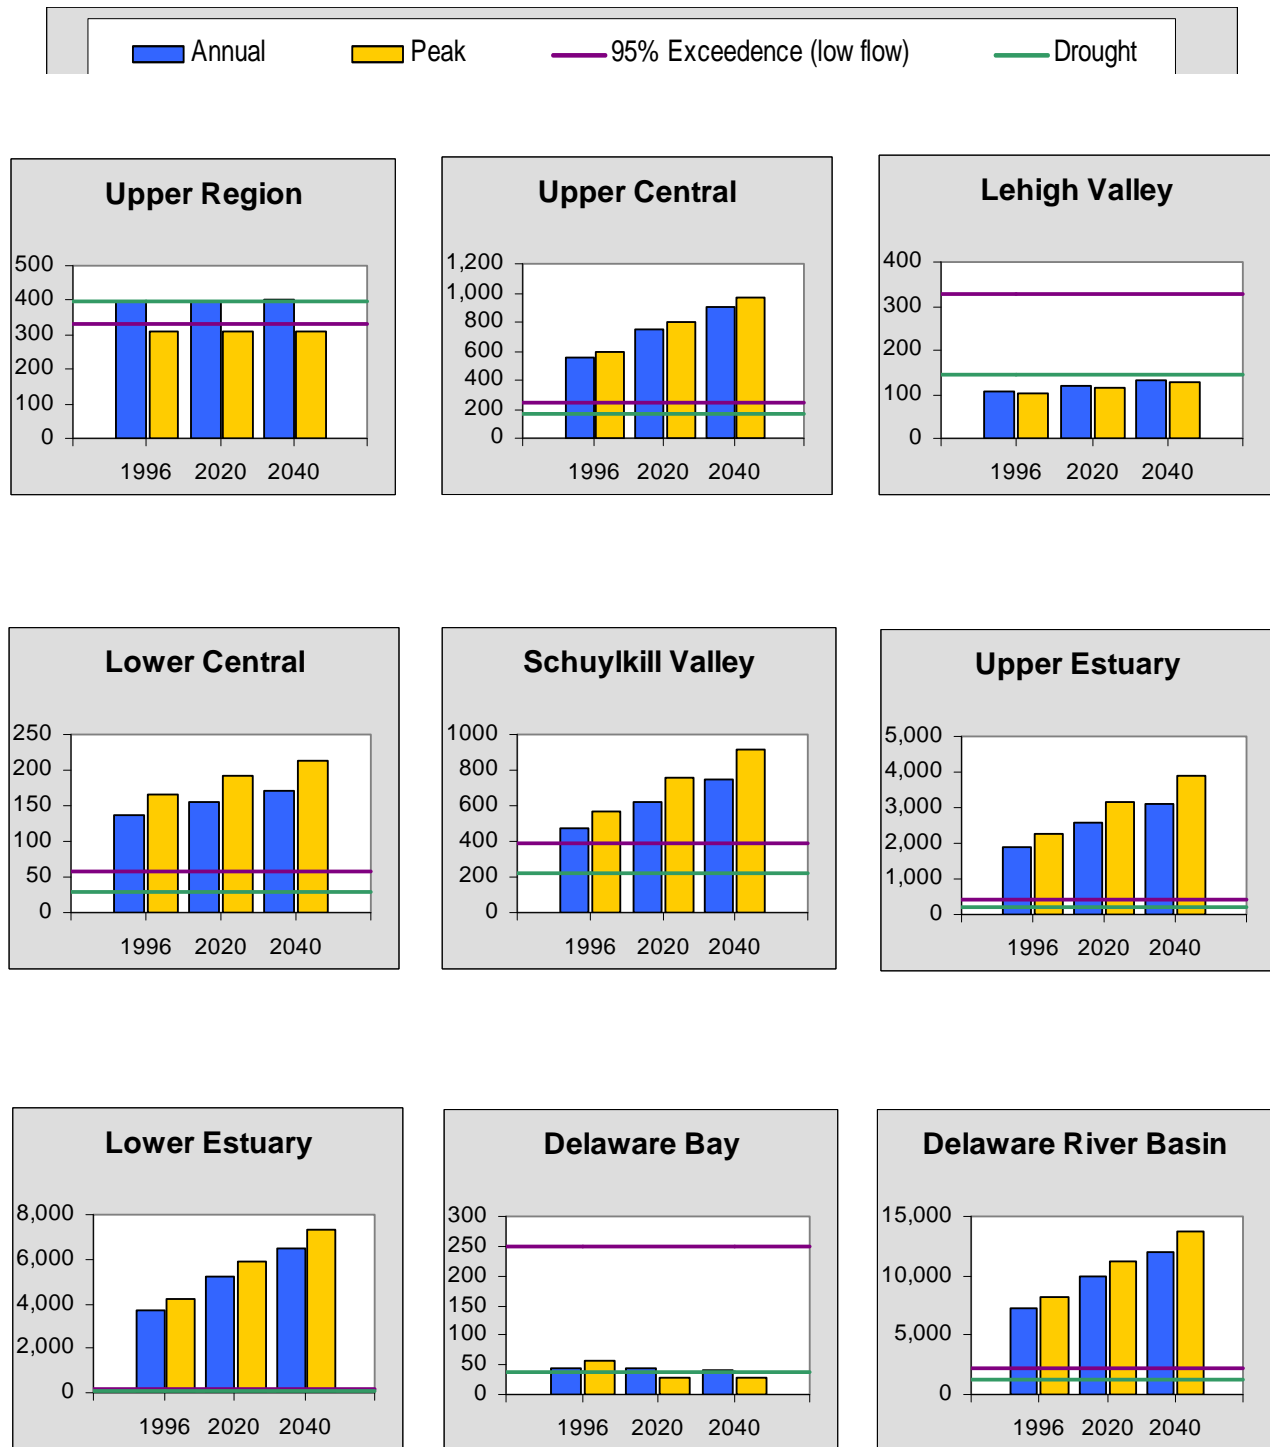 Annual Peak 95% Exceedence (low flow) Drought
Upper Region
500
400
300
200
100
0
1996 2020 2040
Upper Central
1,200
1,000
800
600
400
200
0
1996 2020 2040
Lehigh Valley
400
300
200
100
0
1996 2020 2040
Lower Central
250
200
150
100
50
0
1996 2020 2040
Schuylkill Valley
1000
800
600
400
200
0
1996 2020 2040
Upper Estuary
5,000
4,000
3,000
2,000
1,000
0
1996 2020 2040
Lower Estuary
8,000
6,000
4,000
2,000
0
1996 2020 2040
Delaware Bay
300
250
200
150
100
50
0
1996 2020 2040
Delaware River Basin
15,000
10,000
5,000
0
1996 2020 2040